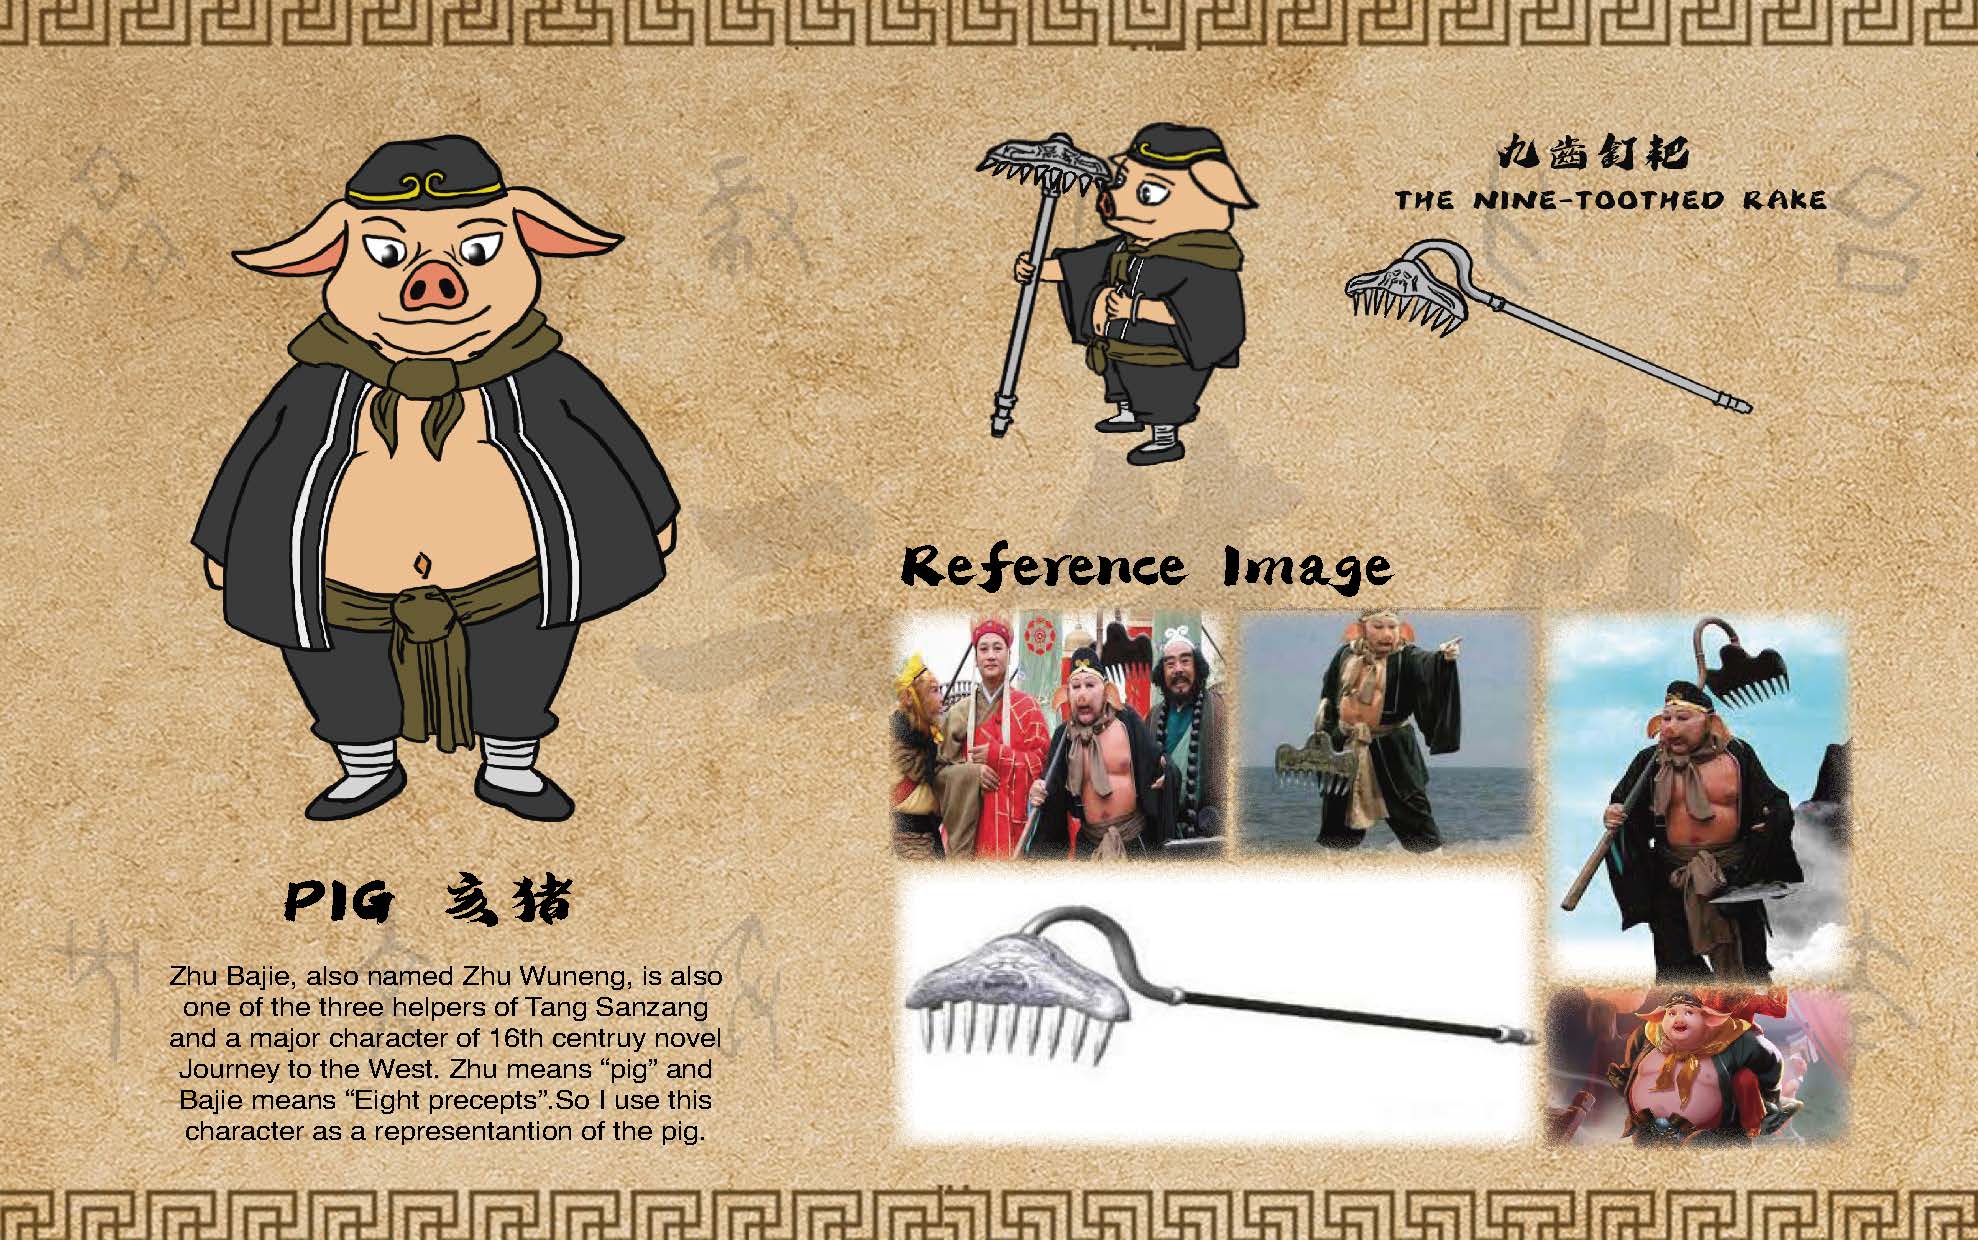 九齒釘耙
THE NINE-TOOTHED RAKE
Reference Image
PIG 亥猪
Zhu Bajie, also named Zhu Wuneng, is also
one of the three helpers of Tang Sanzang
and a major character of 16th centruy novel
Journey to the West. Zhu means “pig” and
Bajie means “Eight precepts”.So I use this
character as a representantion of the pig.